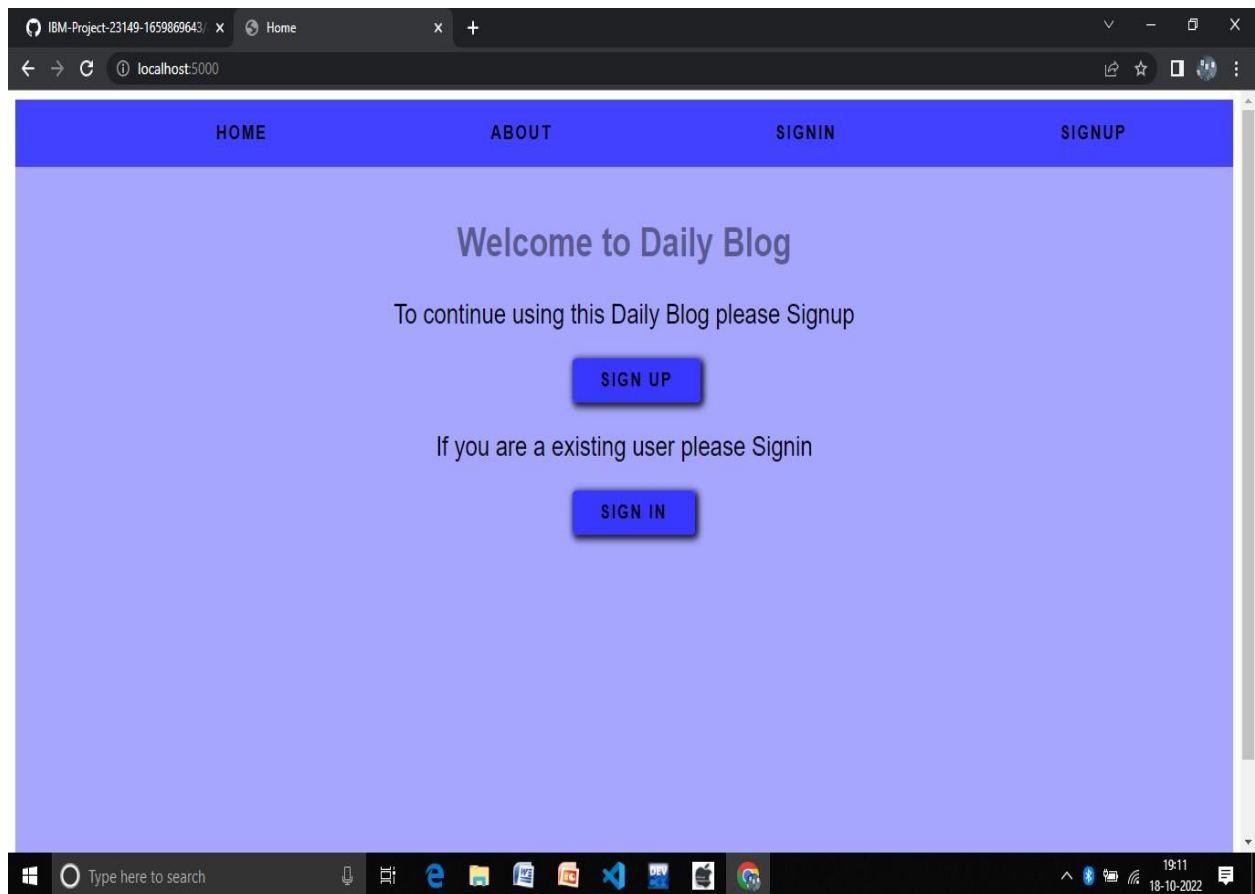 IBM-Project-23149-1659869643/
Home
localhost:5000
HOME ABOUT SIGNIN SIGNUP
Welcome to Daily Blog
To continue using this Daily Blog please Signup
SIGN UP
If you are a existing user please Signin
SIGN IN
Type here to search
DEV
19:11
18-10-2022